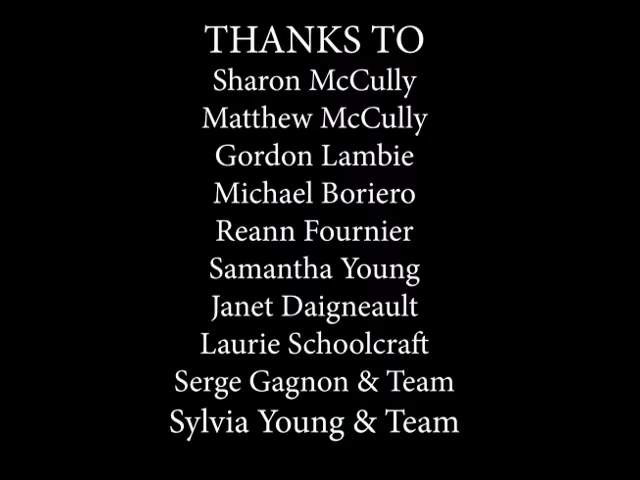 THANKS TO
Sharon McCully
Matthew McCully
Gordon Lambie
Michael Boriero
Reann Fournier
Samantha Young
Janet Daigneault
Laurie Schoolcraft
Serge Gagnon & Team
Sylvia Young & Team